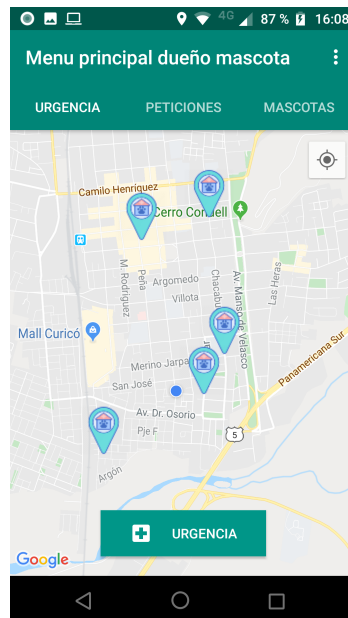 4G 87 % 16:08
Menu principal dueño mascota
URGENCIA PETICIONES MASCOTAS
Camilo Henriquez
Cerro Condell
M. Rodriguez
Peña
Argomedo
Villota
Av. Manso de Velasco
Las Heras
Mall Curicó
Merino Jarpa
San José
Panamericana Sur
Av. Dr. Osorio
Pje F
5
Argón
URGENCIA
Google